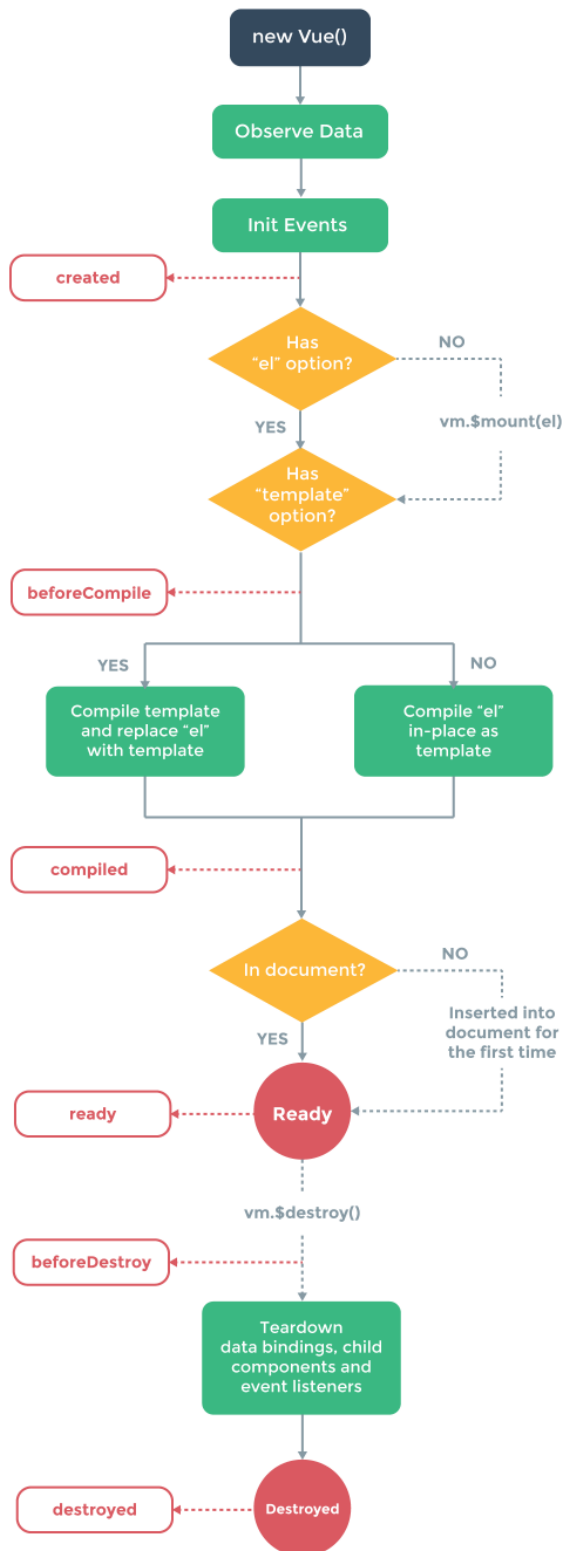 new Vue()
Observe Data
Init Events
created
Has
“el” option?
NO
vm.$mount(el)
YES
Has
“template”
option?
beforeCompile
YES
NO
Compile template
and replace “el”
with template
Compile “el”
in-place as
template
compiled
In document?
NO
Inserted into
document for
the first time
YES
Ready
ready
vm.$destroy()
beforeDestroy
Teardown
data bindings, child
components and
event listeners
Destroyed
destroyed